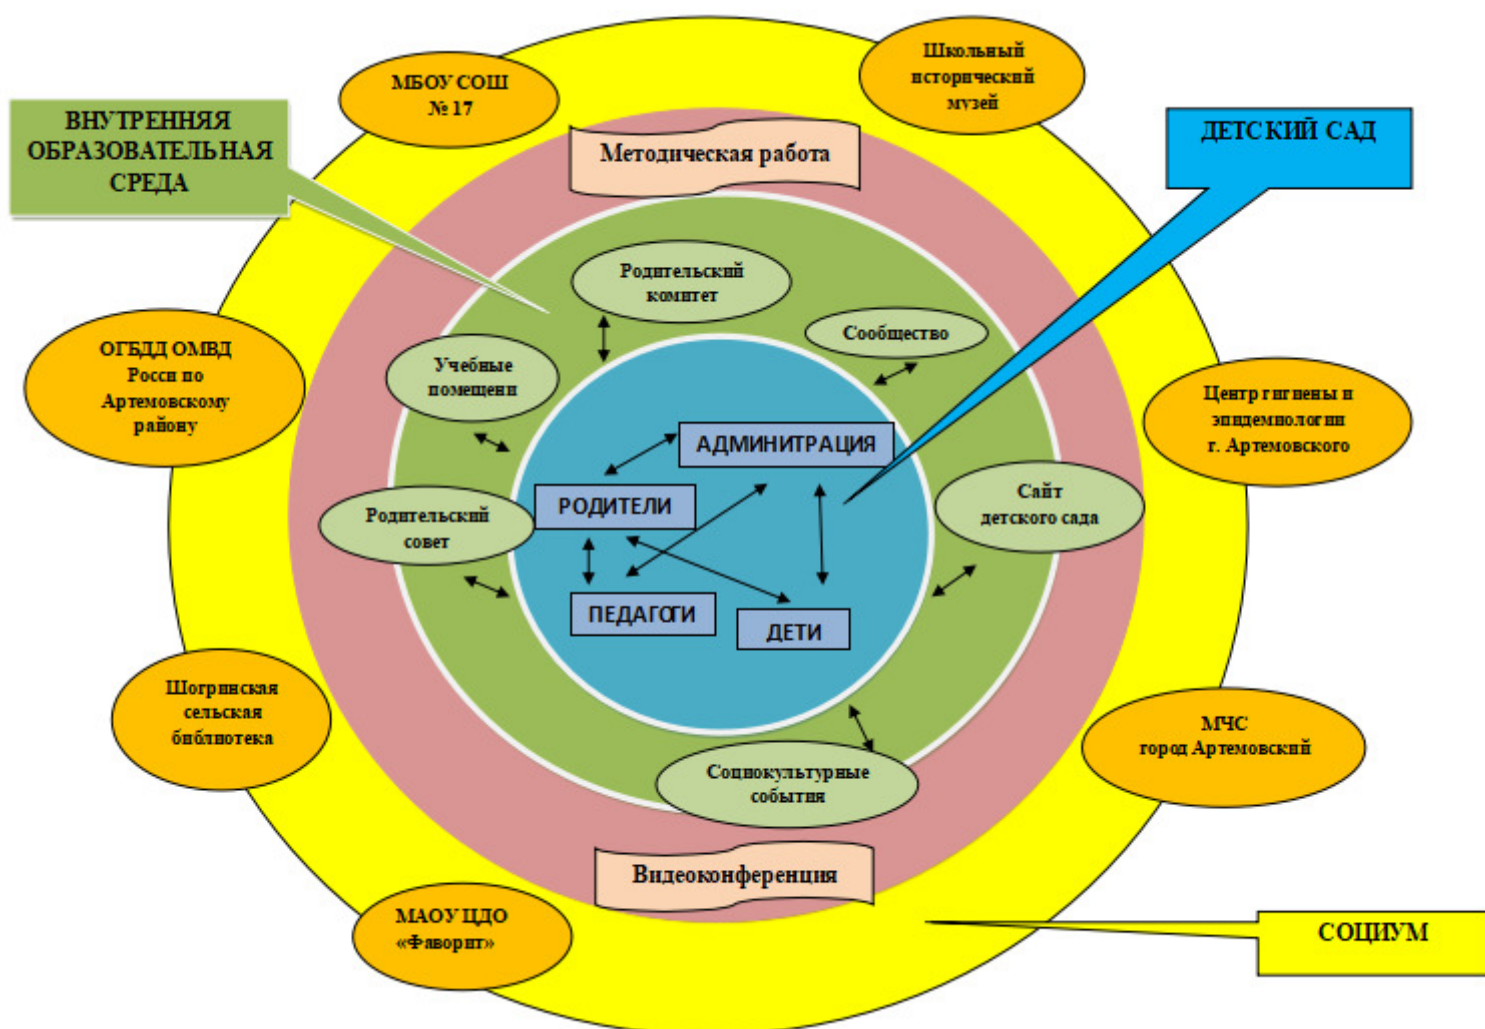 МБОУ СОШ
№ 17
Школьный
исторический
музей
ВНУТРЕННЯЯ
ОБРАЗОВАТЕЛЬНАЯ
СРЕДА
ДЕТСКИЙ САД
Методическая работа
Родительский
комитет
Сообщество
Учебные
помещени
ОГБДД ОМВД
Росси по
Артемовскому
району
Центр гигиены и
эпидемиологии
г. Артемовского
АДМИНИТРАЦИЯ
РОДИТЕЛИ
Родительский
совет
Сайт
детского сада
ПЕДАГОГИ
ДЕТИ
Шогринская
сельская
библиотека
МЧС
город Артемовский
Социокультурные
события
Видеоконференция
МАОУ ЦДО
«Фаворит»
СОЦИУМ